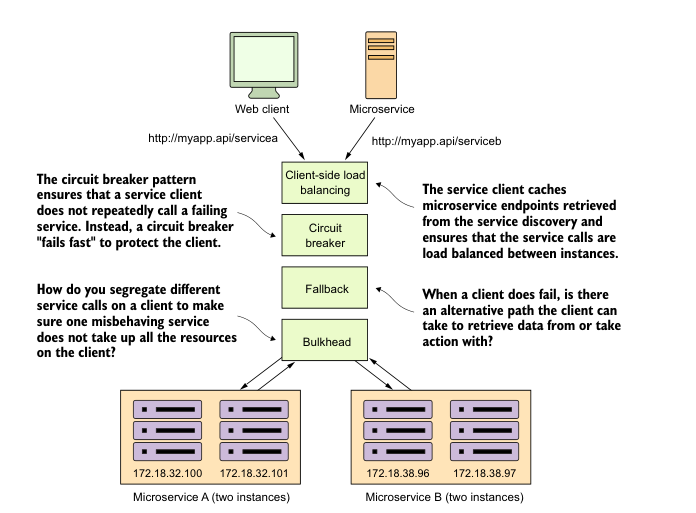 Web client
Microservice
http://myapp.api/servicea
http://myapp.api/serviceb
Client-side load
balancing
The circuit breaker pattern
ensures that a service client
does not repeatedly call a failing
service. Instead, a circuit breaker
"fails fast" to protect the client.
The service client caches
microservice endpoints retrieved
from the service discovery and
ensures that the service calls are
load balanced between instances.
Circuit
breaker
Fallback
How do you segregate different
service calls on a client to make
sure one misbehaving service
does not take up all the resources
on the client?
When a client does fail, is there
an alternative path the client can
take to retrieve data from or take
action with?
Bulkhead
172.18.32.100
172.18.32.101
172.18.38.96
172.18.38.97
Microservice A (two instances)
Microservice B (two instances)